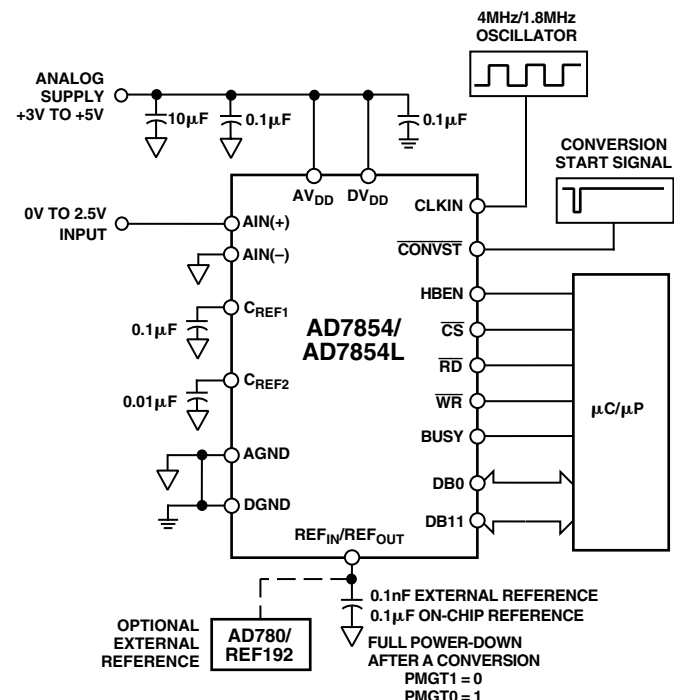 4MHz/1.8MHz
OSCILLATOR
ANALOG
SUPPLY
+3V TO +5V
10μF
0.1μF
0.1μF
CONVERSION
START SIGNAL
AVDD
DVDD
0V TO 2.5V
INPUT
AIN(+)
AIN(–)
CREF1
0.1μF
CREF2
0.01μF
AGND
DGND
AD7854/
AD7854L
CLKIN
CONVST
HBEN
CS
RD
WR
BUSY
DB0
DB11
μC/μP
REFIN/REFOUT
OPTIONAL
EXTERNAL
REFERENCE
AD780/
REF192
0.1nF EXTERNAL REFERENCE
0.1μF ON-CHIP REFERENCE
FULL POWER-DOWN
AFTER A CONVERSION
PMGT1 = 0
PMGT0 = 1